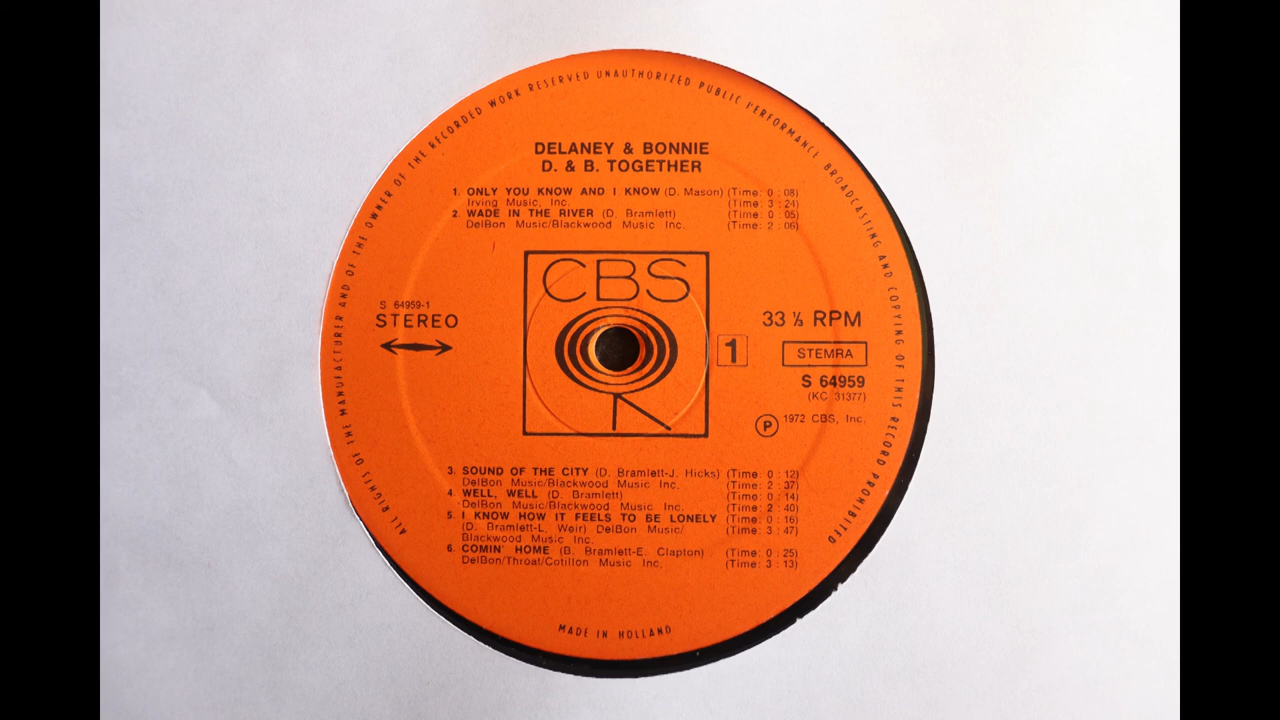 ALL RIGHTS OF THE MANUFACTURER AND OF THE OWNER OF THE RECORDED WORK RESERVED UNAUTHORIZED PUBLIC PERFORMANCE BROADCASTING AND COPYING OF THIS RECORD PROHIBITED
DELANEY & BONNIE
D. & B. TOGETHER
1. ONLY YOU KNOW AND I KNOW (D. Mason) (Time: 0 : 08)
Irving Music, Inc. (Time: 3 : 24)
2. WADE IN THE RIVER (D. Bramlett) (Time: 0 : 05)
DelBon Music/Blackwood Music Inc. (Time: 2 : 06)
CBS
S 64959-1
STEREO
33 ⅓ RPM
1
STEMRA
S 64959
(KC 31377)
Ⓟ 1972 CBS, Inc.
3. SOUND OF THE CITY (D. Bramlett-J. Hicks) (Time: 0 : 12)
DelBon Music/Blackwood Music Inc. (Time: 2 : 37)
4. WELL, WELL (D. Bramlett) (Time: 0 : 14)
DelBon Music/Blackwood Music Inc. (Time: 2 : 40)
5. I KNOW HOW IT FEELS TO BE LONELY (Time: 0 : 16)
(D. Bramlett-L. Weir) DelBon Music/ (Time: 3 : 47)
Blackwood Music Inc.
6. COMIN' HOME (B. Bramlett-E. Clapton) (Time: 0 : 25)
DelBon/Throat/Cotillon Music Inc. (Time: 3 : 13)
MADE IN HOLLAND